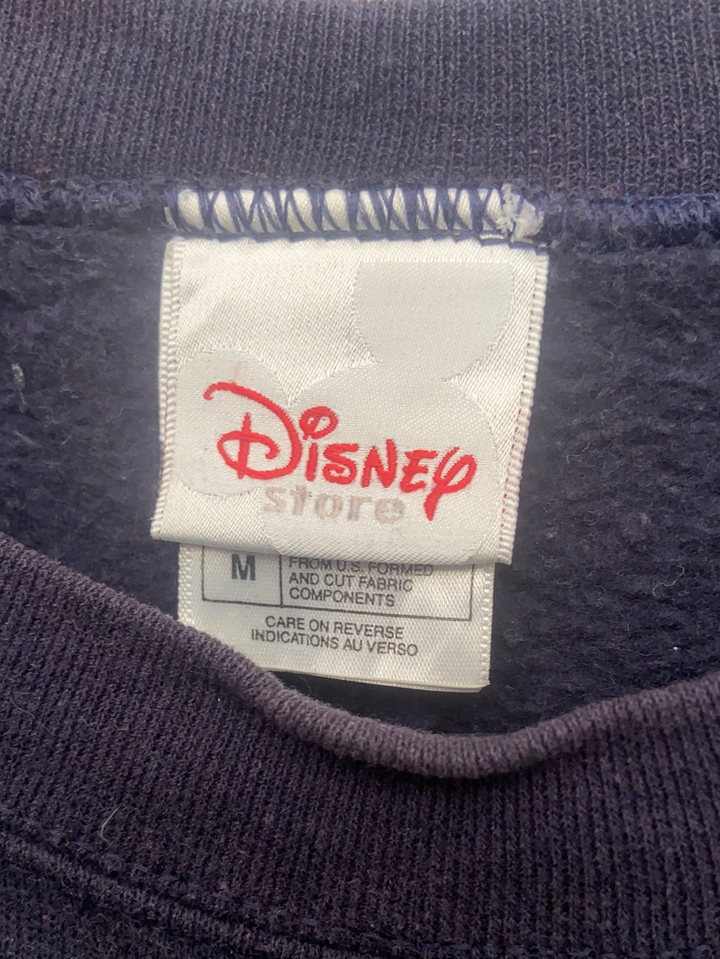 Disney
store
M
FROM U.S. FORMED
AND CUT FABRIC
COMPONENTS
CARE ON REVERSE
INDICATIONS AU VERSO